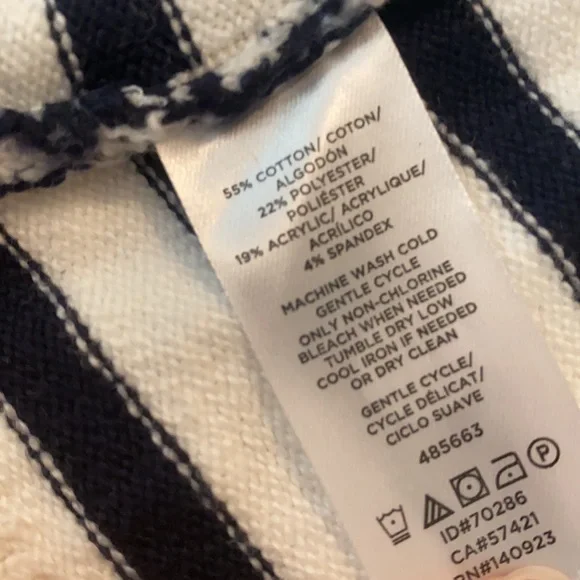 55% COTTON/ COTON/
ALGODÓN
22% POLYESTER/
POLIÉSTER
19% ACRYLIC/ ACRYLIQUE/
ACRÍLICO
4% SPANDEX
MACHINE WASH COLD
GENTLE CYCLE
ONLY NON-CHLORINE
BLEACH WHEN NEEDED
TUMBLE DRY LOW
COOL IRON IF NEEDED
OR DRY CLEAN
GENTLE CYCLE/
CYCLE DÉLICAT/
CICLO SUAVE
485663
P
ID#70286
CA#57421
RN#140923